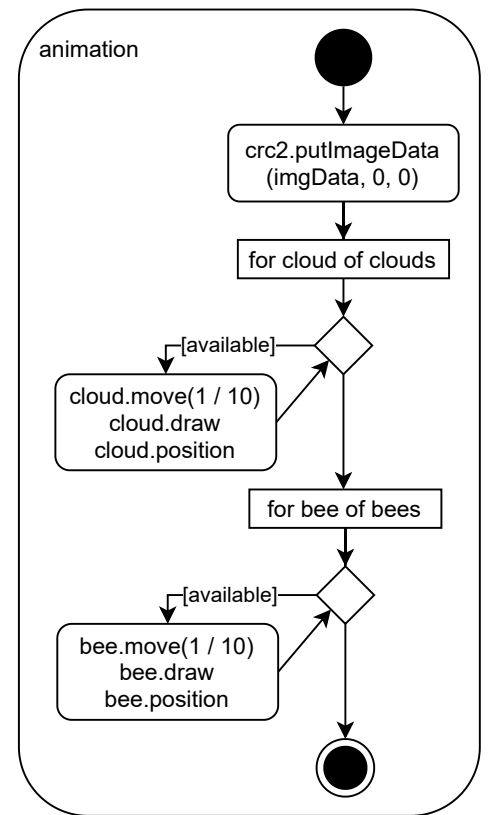 animation
crc2.putImageData
(imgData, 0, 0)
for cloud of clouds
[available]
cloud.move(1 / 10)
cloud.draw
cloud.position
for bee of bees
[available]
bee.move(1 / 10)
bee.draw
bee.position